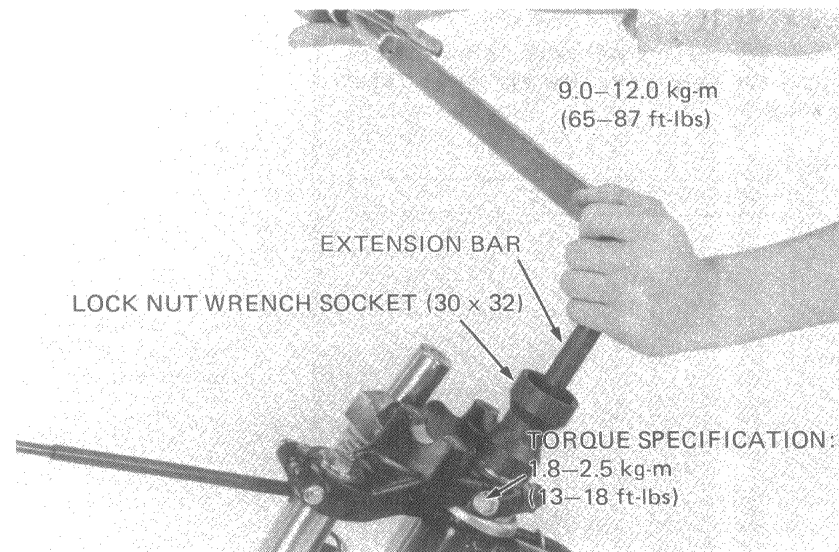 9.0–12.0 kg-m
(65–87 ft-lbs)
EXTENSION BAR
LOCK NUT WRENCH SOCKET (30 x 32)
TORQUE SPECIFICATION:
1.8–2.5 kg-m
(13–18 ft-lbs)